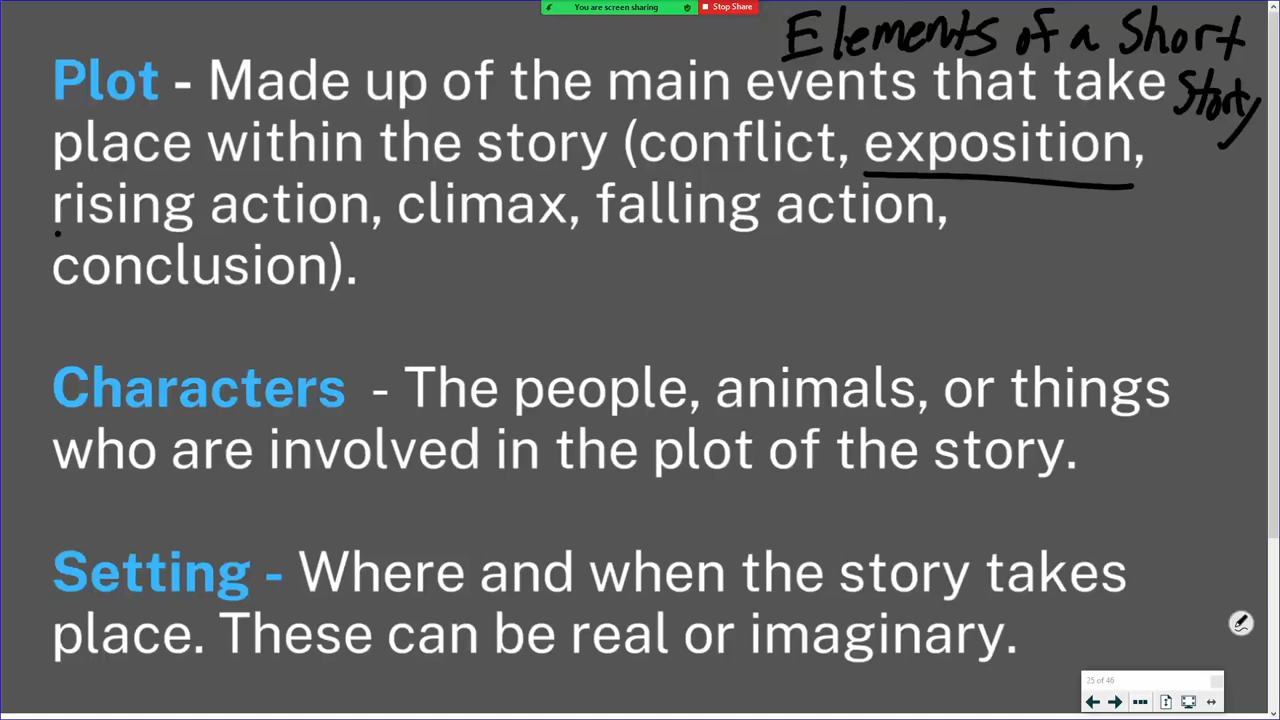 You are screen sharing Stop Share
Elements of a Short
Story
Plot - Made up of the main events that take
place within the story (conflict, exposition,
rising action, climax, falling action,
conclusion).
Characters - The people, animals, or things
who are involved in the plot of the story.
Setting - Where and when the story takes
place. These can be real or imaginary.
25 of 46